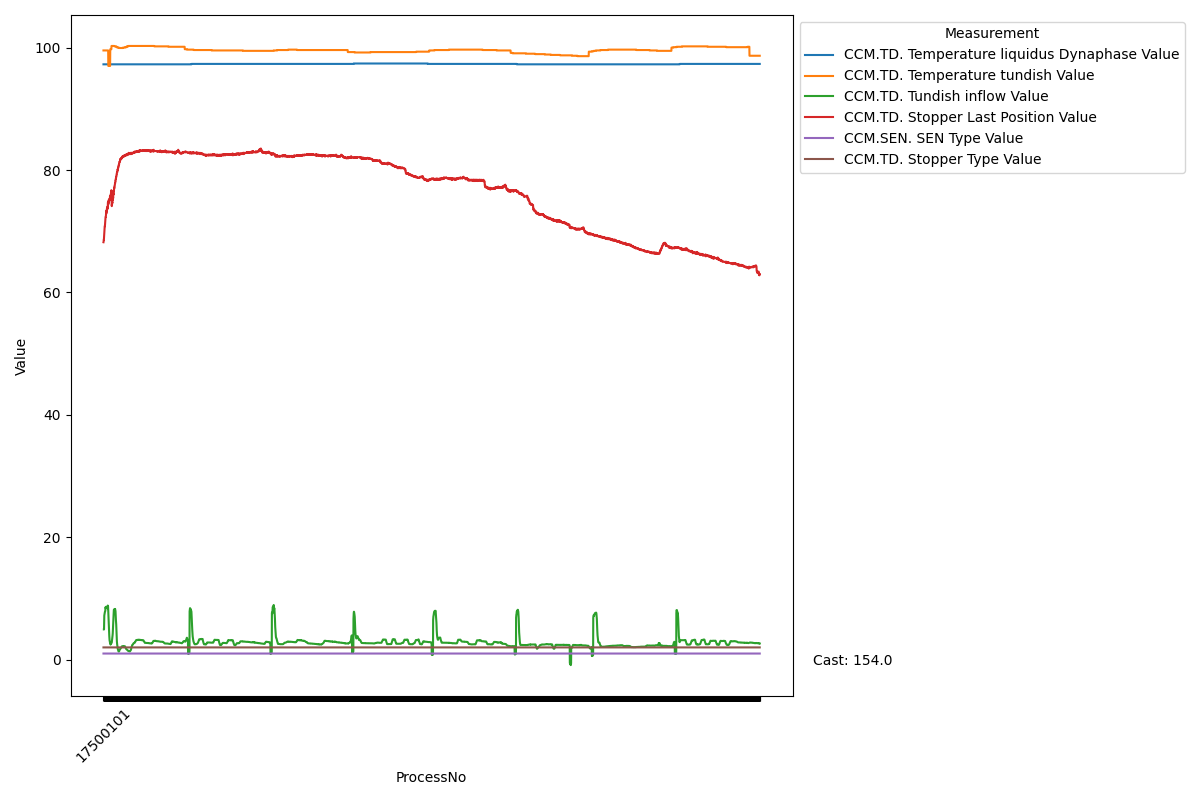 Measurement
CCM.TD. Temperature liquidus Dynaphase Value
CCM.TD. Temperature tundish Value
CCM.TD. Tundish inflow Value
CCM.TD. Stopper Last Position Value
CCM.SEN. SEN Type Value
CCM.TD. Stopper Type Value
100
80
60
40
20
0
Value
Cast: 154.0
17500101
ProcessNo